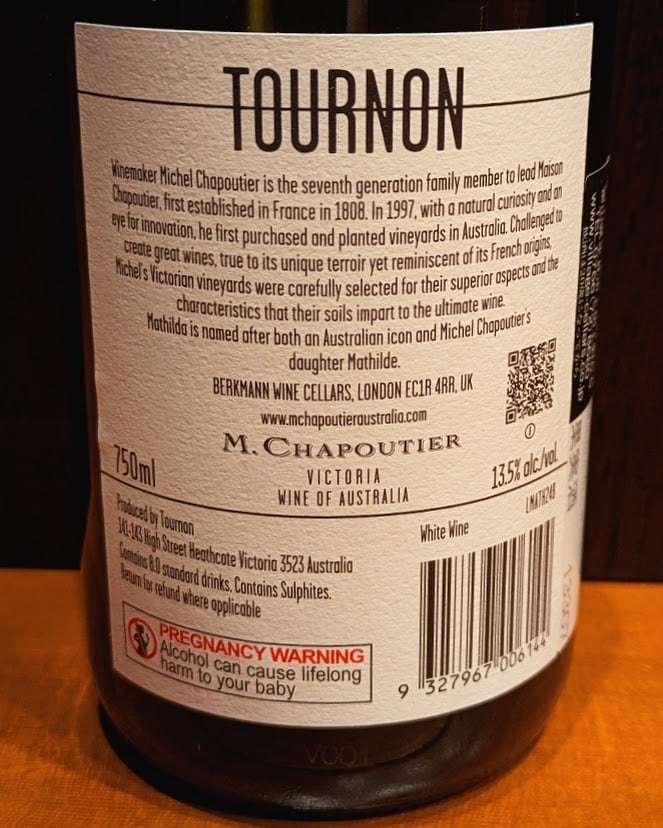 TOURNON
Winemaker Michel Chapoutier is the seventh generation family member to lead Maison
Chapoutier, first established in France in 1808. In 1997, with a natural curiosity and an
eye for innovation, he first purchased and planted vineyards in Australia. Challenged to
create great wines, true to its unique terroir yet reminiscent of its French origins,
Michel's Victorian vineyards were carefully selected for their superior aspects and the
characteristics that their soils impart to the ultimate wine.
Mathilda is named after both an Australian icon and Michel Chapoutier's
daughter Mathilde.
BERKMANN WINE CELLARS, LONDON EC1R 4RR, UK
www.mchapoutieraustralia.com
M. CHAPOUTIER
750ml
VICTORIA
WINE OF AUSTRALIA
13.5% alc./vol.
LMATH248
Produced by Tournon
141-143 High Street Heathcote Victoria 3523 Australia
Contains 8.0 standard drinks. Contains Sulphites.
Return for refund where applicable
White Wine
PREGNANCY WARNING
Alcohol can cause lifelong
harm to your baby
9 327967 006144